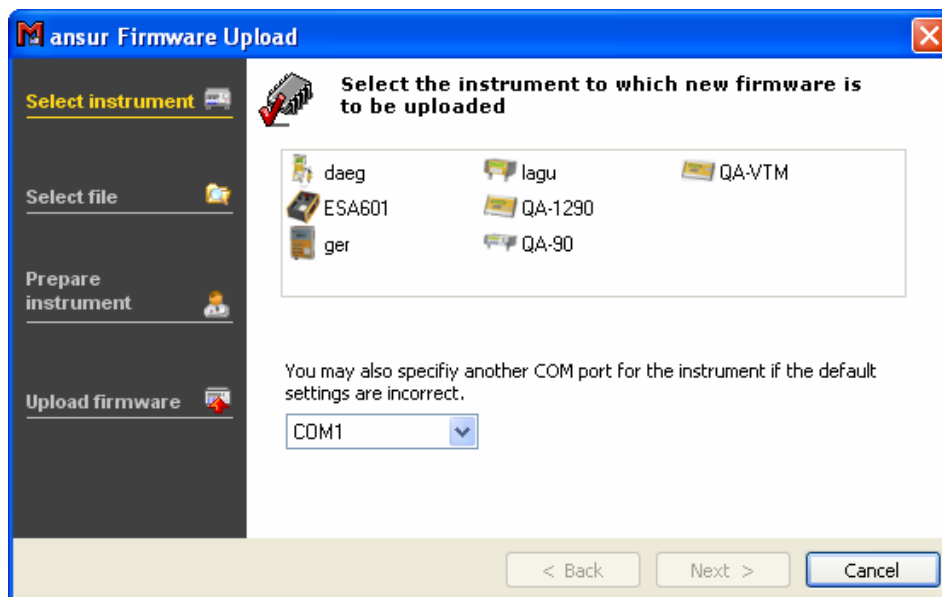 M ansur Firmware Upload
Select instrument
Select file
Prepare
instrument
Upload firmware
Select the instrument to which new firmware is
to be uploaded
daeg
lagu
QA-VTM
ESA601
QA-1290
ger
QA-90
You may also specifiy another COM port for the instrument if the default
settings are incorrect.
COM1
< Back
Next >
Cancel